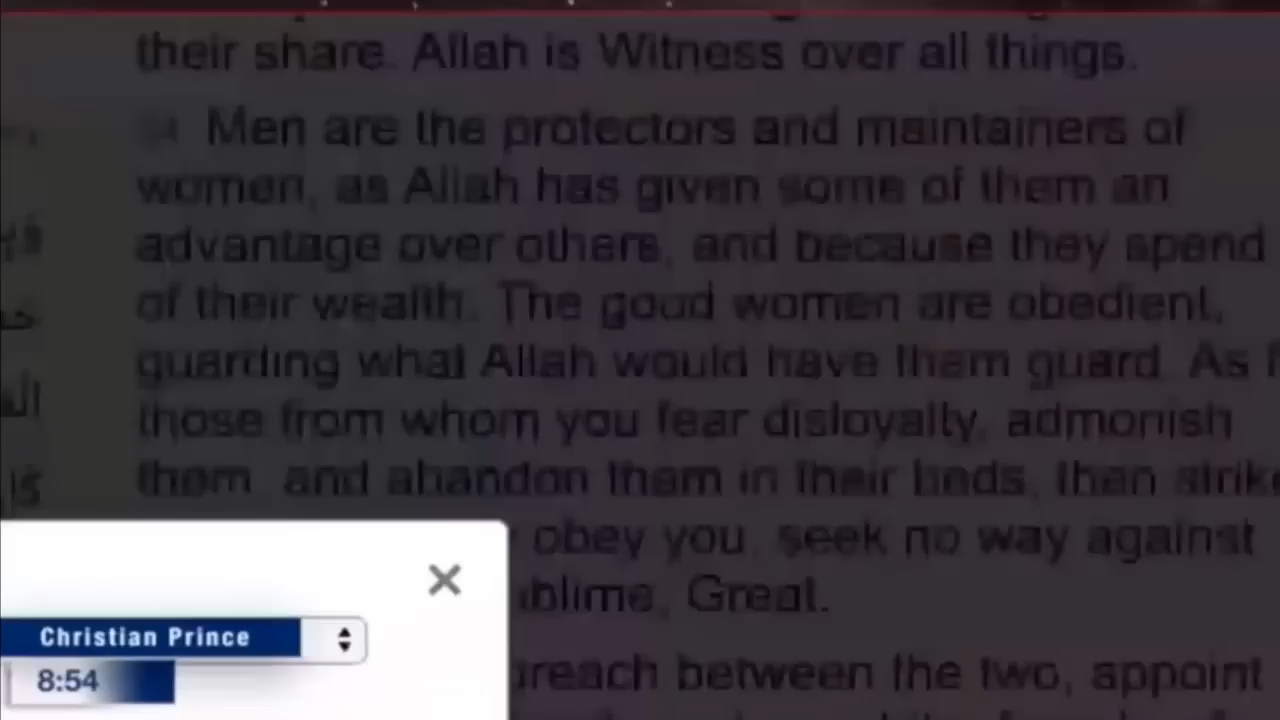 their share. Allah is Witness over all things.
Men are the protectors and maintainers of
women, as Allah has given some of them an
advantage over others, and because they spend
of their wealth. The good women are obedient,
guarding what Allah would have them guard. As
those from whom you fear disloyalty, admonish
them, and abandon them in their beds, then
obey you, seek no way against
Great.
between the two, appoint
Christian Prince
8:54